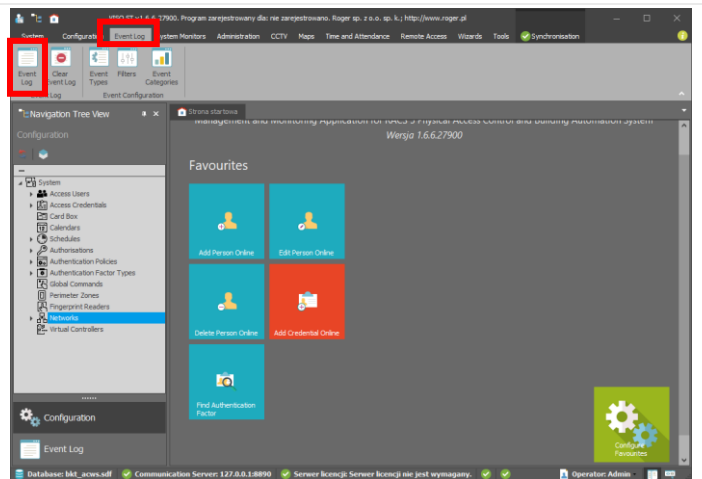 VISO ST v1.6.6.27900. Program zarejestrowany dla: nie zarejestrowano. Roger sp. z o.o. sp. k.; http://www.roger.pl
System Configuration Event Log System Monitors Administration CCTV Maps Time and Attendance Remote Access Wizards Tools Synchronisation
Event Log
Clear Event Log
Event Types
Filters
Event Categories
Event Log
Event Configuration
Navigation Tree View
Strona startowa
Management and Monitoring Application for RACS 5 Physical Access Control and Building Automation System
Wersja 1.6.6.27900
Configuration
Favourites
System
Access Users
Access Credentials
Card Box
Calendars
Schedules
Authorisations
Authentication Policies
Authentication Factor Types
Global Commands
Perimeter Zones
Fingerprint Readers
Networks
Virtual Controllers
Add Person Online
Edit Person Online
Delete Person Online
Add Credential Online
Find Authentication
Factor
Configure
Favourites
Configuration
Event Log
Database: bkt_acws.sdf Communication Server: 127.0.0.1:8890 Serwer licencji: Serwer licencji nie jest wymagany. Operator: Admin